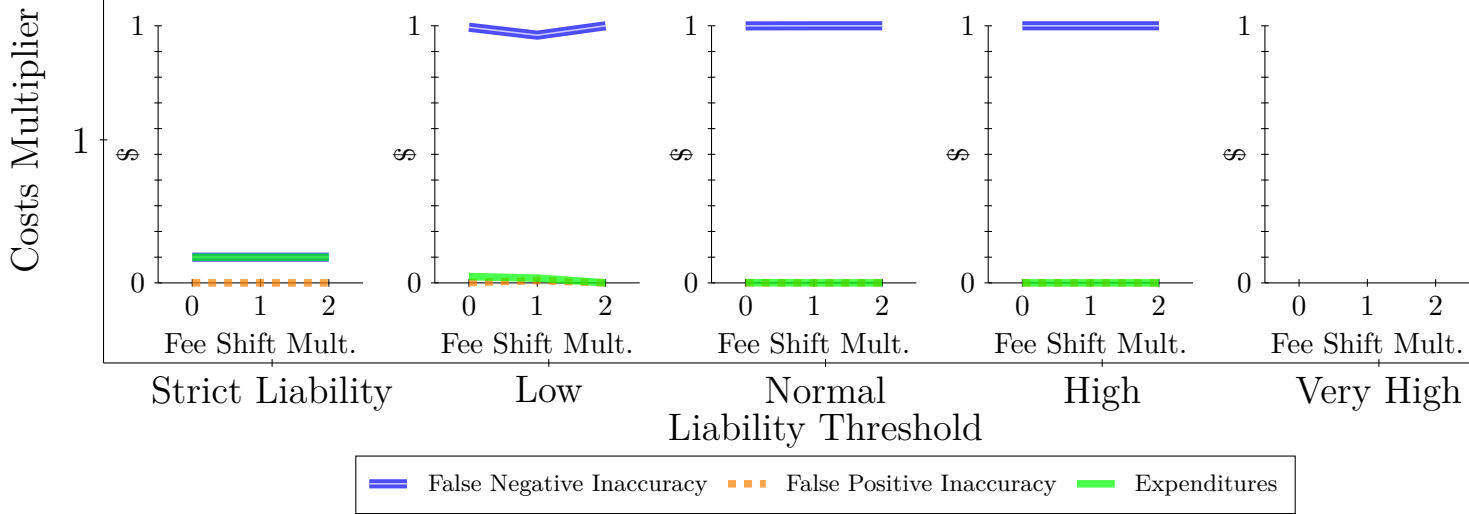 Costs Multiplier
1
1 1 1 1 1
$ $ $ $ $
0 0 0 0 0
0 1 2 0 1 2 0 1 2 0 1 2 0 1 2
Fee Shift Mult. Fee Shift Mult. Fee Shift Mult. Fee Shift Mult. Fee Shift Mult.
Strict Liability Low Normal High Very High
Liability Threshold
False Negative Inaccuracy False Positive Inaccuracy Expenditures